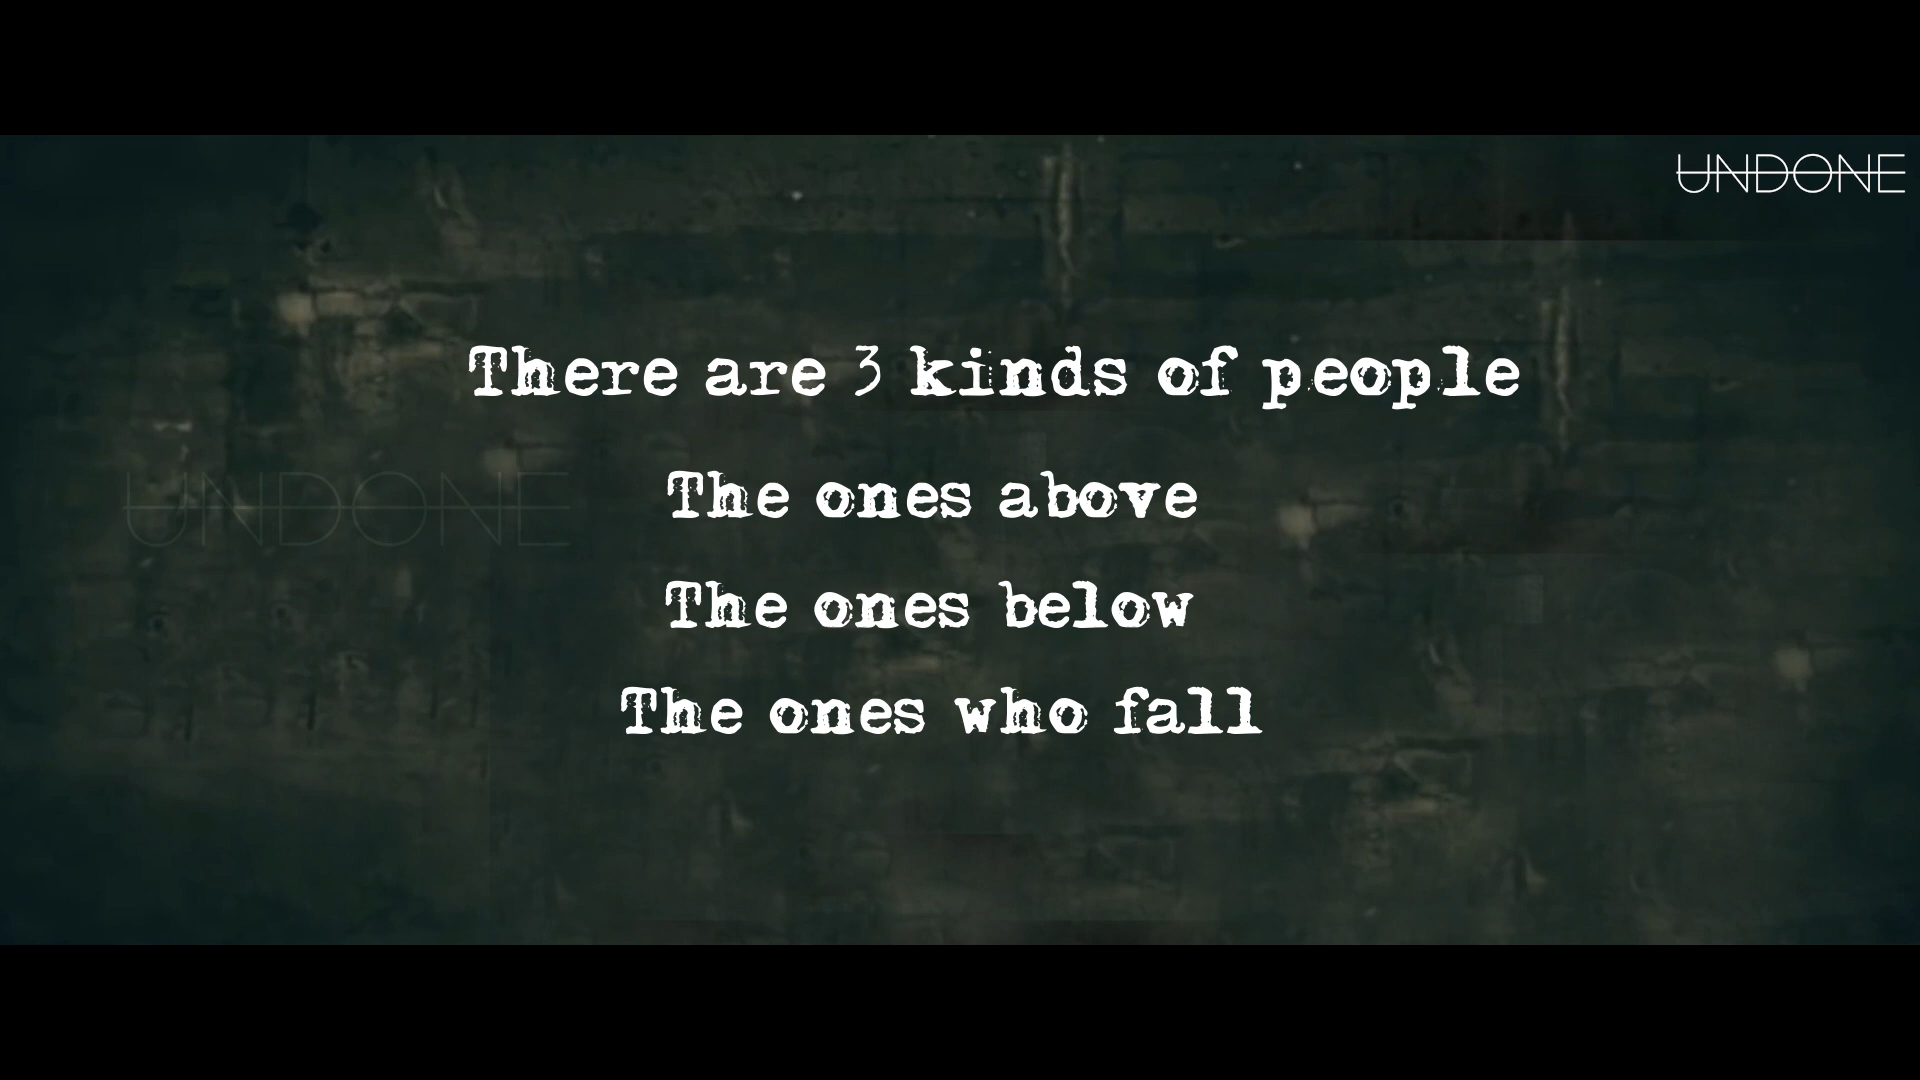 UNDONE
There are 3 kinds of people
The ones above
UNDONE
The ones below
The ones who fall